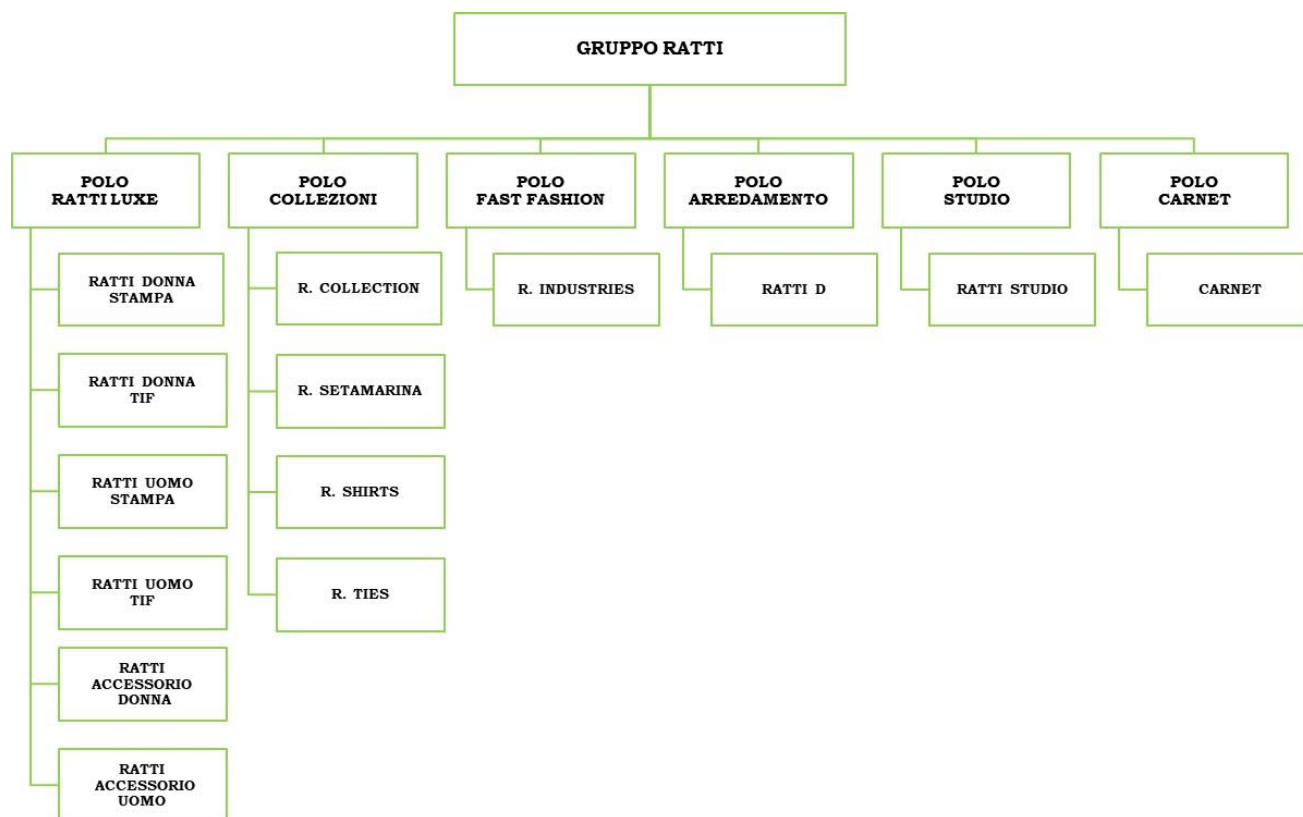 GRUPPO RATTI
POLO
RATTI LUXE
POLO
COLLEZIONI
POLO
FAST FASHION
POLO
ARREDAMENTO
POLO
STUDIO
POLO
CARNET
RATTI DONNA
STAMPA
RATTI DONNA
TIF
RATTI UOMO
STAMPA
RATTI UOMO
TIF
RATTI
ACCESSORIO
DONNA
RATTI
ACCESSORIO
UOMO
R. COLLECTION
R. SETAMARINA
R. SHIRTS
R. TIES
R. INDUSTRIES
RATTI D
RATTI STUDIO
CARNET